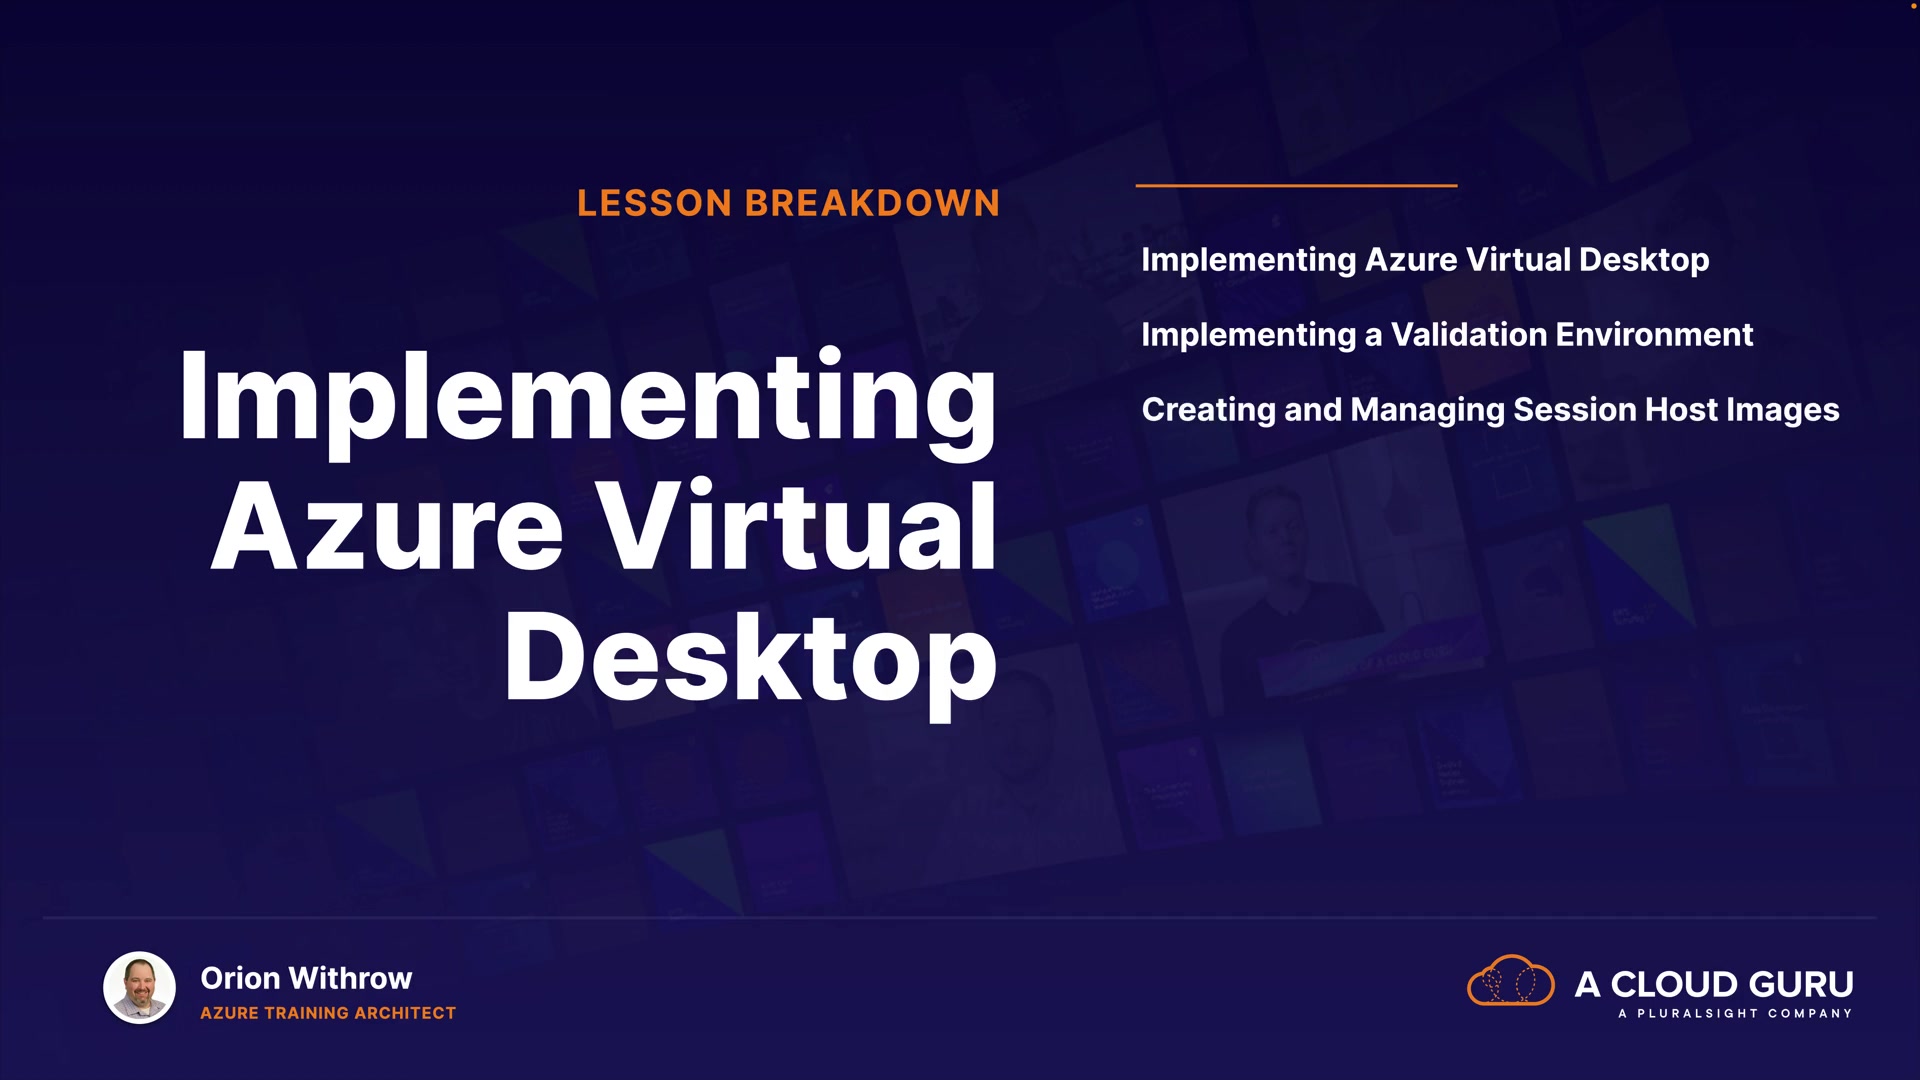 LESSON BREAKDOWN
Implementing
Azure Virtual
Desktop
Implementing Azure Virtual Desktop
Implementing a Validation Environment
Creating and Managing Session Host Images
Orion Withrow
AZURE TRAINING ARCHITECT
A CLOUD GURU
A PLURALSIGHT COMPANY